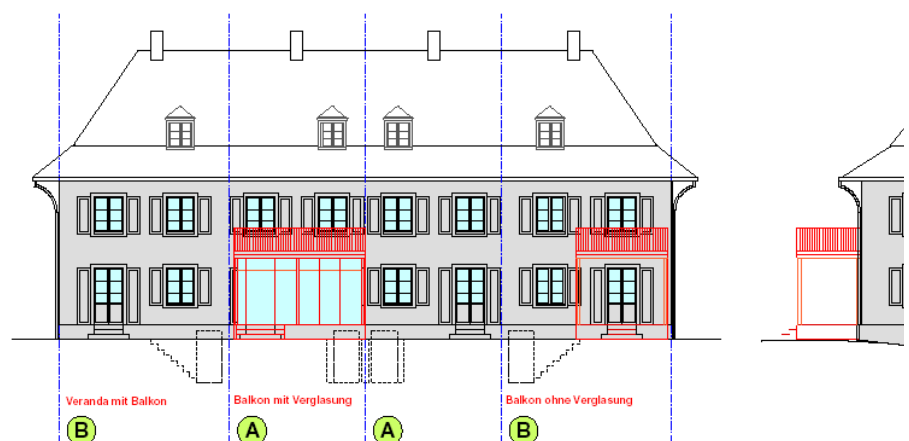 Veranda mit Balkon
Balkon mit Verglasung
Balkon ohne Verglasung
B
A
A
B